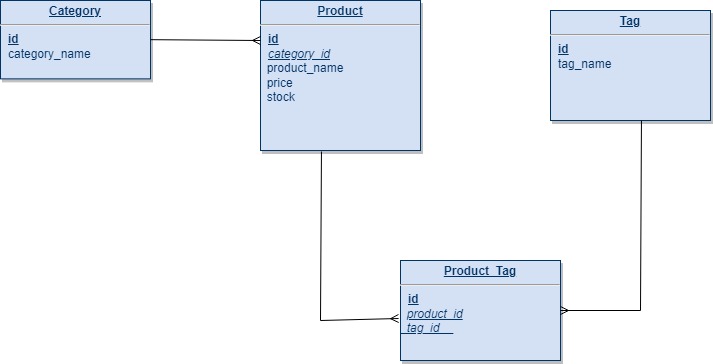 Category
id
category_name
Product
id
category_id
product_name
price
stock
Tag
id
tag_name
Product_Tag
id
product_id
tag_id